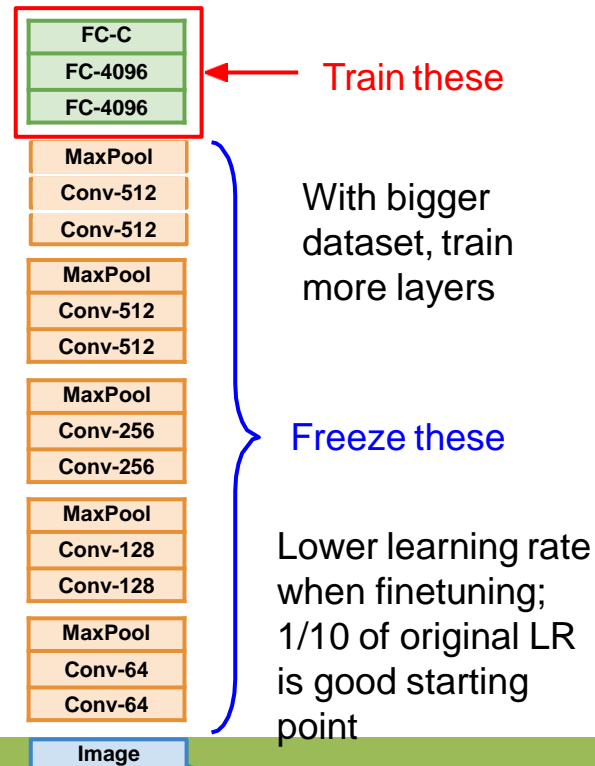 FC-C
FC-4096
FC-4096
Train these
MaxPool
Conv-512
Conv-512
With bigger
dataset, train
more layers
MaxPool
Conv-512
Conv-512
MaxPool
Conv-256
Conv-256
Freeze these
MaxPool
Conv-128
Conv-128
MaxPool
Conv-64
Conv-64
Lower learning rate
when finetuning;
1/10 of original LR
is good starting
point
Image